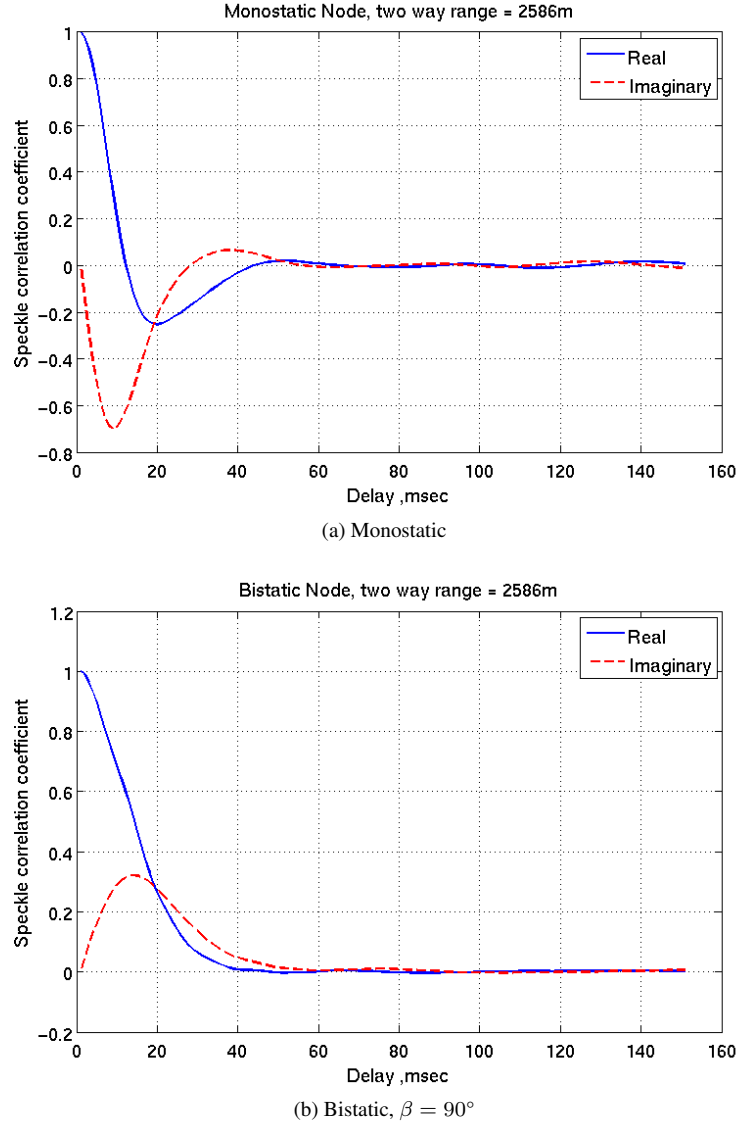 Monostatic Node, two way range = 2586m
1
0.8
0.6
0.4
0.2
0
−0.2
−0.4
−0.6
−0.8
Speckle correlation coefficient
Real
Imaginary
0 20 40 60 80 100 120 140 160
Delay ,msec
(a) Monostatic
Bistatic Node, two way range = 2586m
1.2
1
0.8
0.6
0.4
0.2
0
−0.2
Speckle correlation coefficient
Real
Imaginary
0 20 40 60 80 100 120 140 160
Delay ,msec
(b) Bistatic, β = 90°